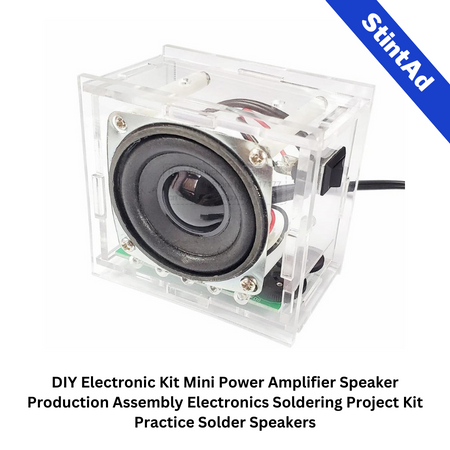 StintAd
DIY Electronic Kit Mini Power Amplifier Speaker
Production Assembly Electronics Soldering Project Kit
Practice Solder Speakers